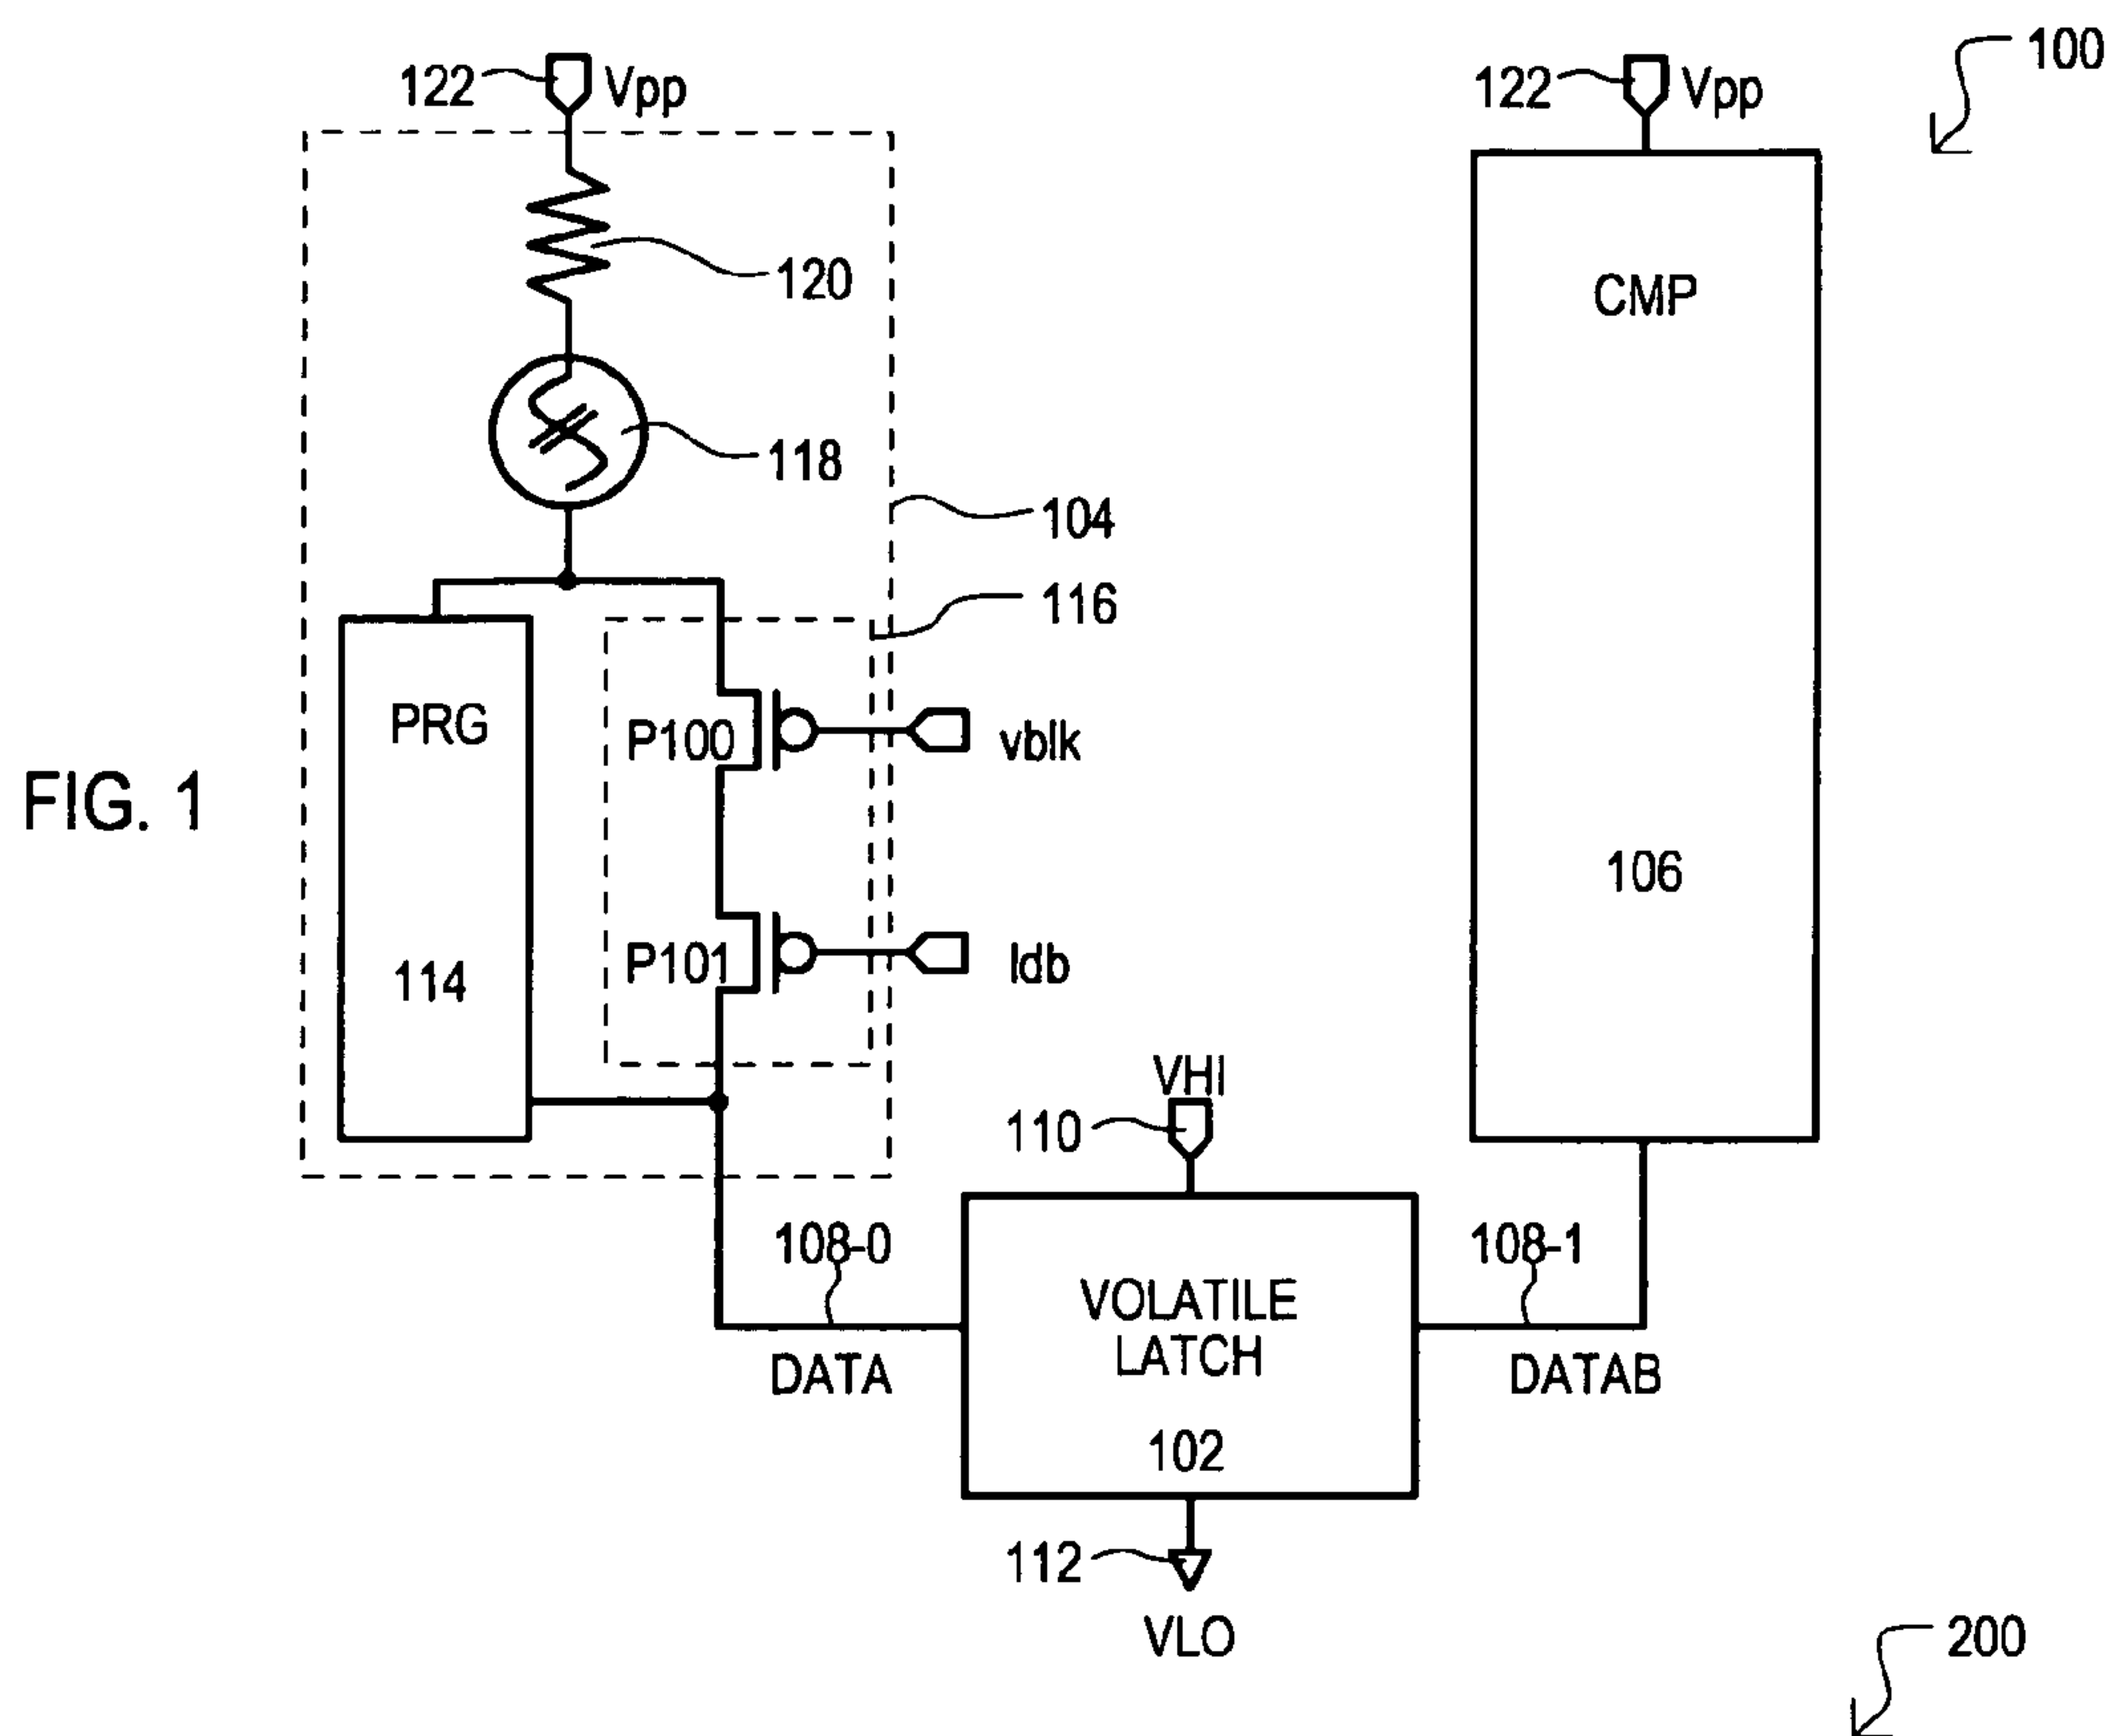 100
122 Vpp
122 Vpp
120
CMP
118
104
116
PRG
P100
vblk
FIG. 1
106
P101
ldb
114
VHI
110
108-0
108-1
VOLATILE
LATCH
DATA
DATAB
102
112
VLO
200